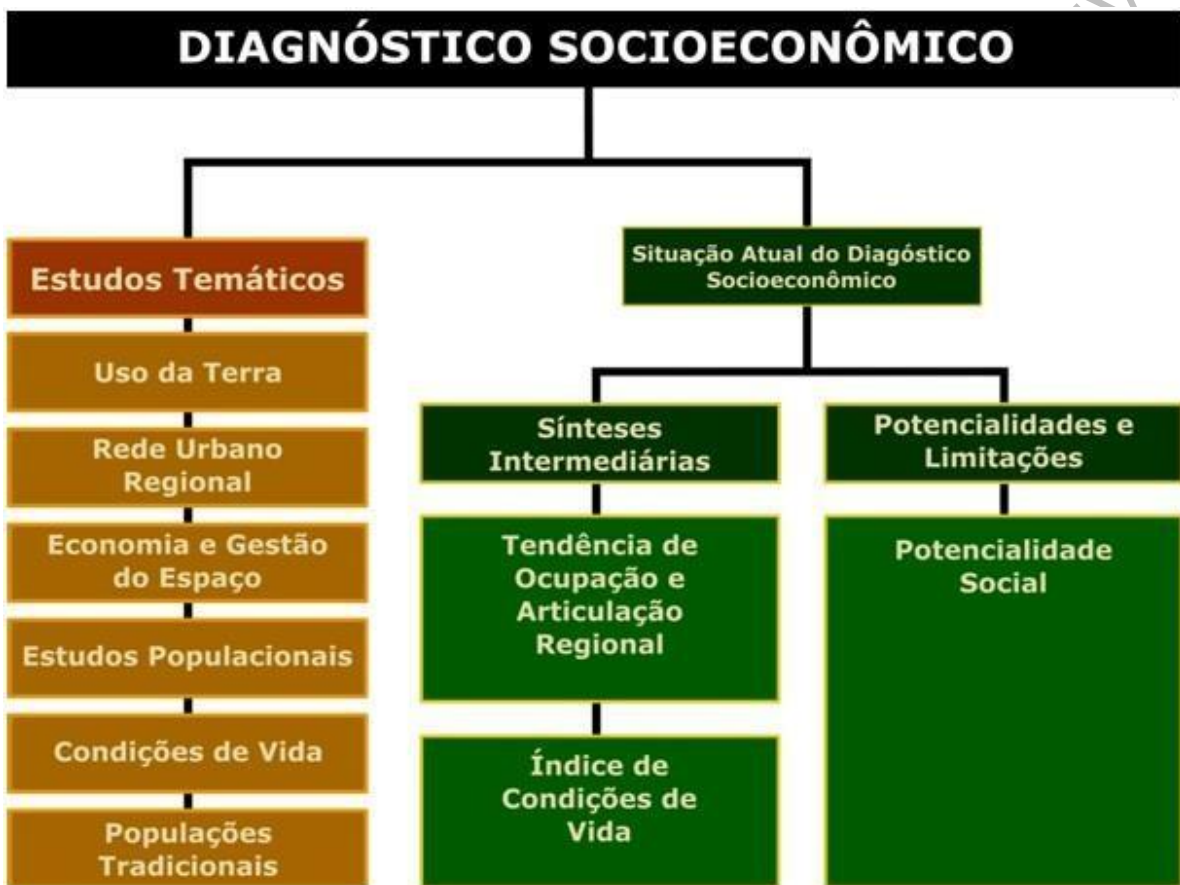 DIAGNÓSTICO SOCIOECONÔMICO
Estudos Temáticos
Uso da Terra
Rede Urbano
Regional
Economia e Gestão
do Espaço
Estudos Populacionais
Condições de Vida
Populações
Tradicionais
Situação Atual do Diagóstico
Socioeconômico
Sínteses
Intermediárias
Tendência de
Ocupação e
Articulação
Regional
Índice de
Condições de
Vida
Potencialidades e
Limitações
Potencialidade
Social